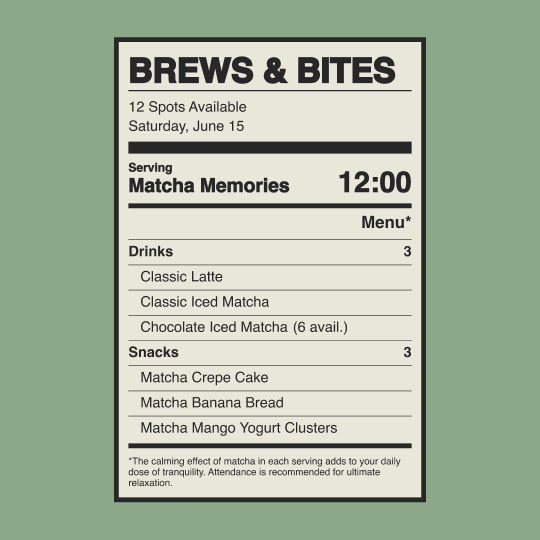 BREWS & BITES
12 Spots Available
Saturday, June 15
Serving
Matcha Memories 12:00
Menu*
Drinks 3
Classic Latte
Classic Iced Matcha
Chocolate Iced Matcha (6 avail.)
Snacks 3
Matcha Crepe Cake
Matcha Banana Bread
Matcha Mango Yogurt Clusters
*The calming effect of matcha in each serving adds to your daily
dose of tranquility. Attendance is recommended for ultimate
relaxation.